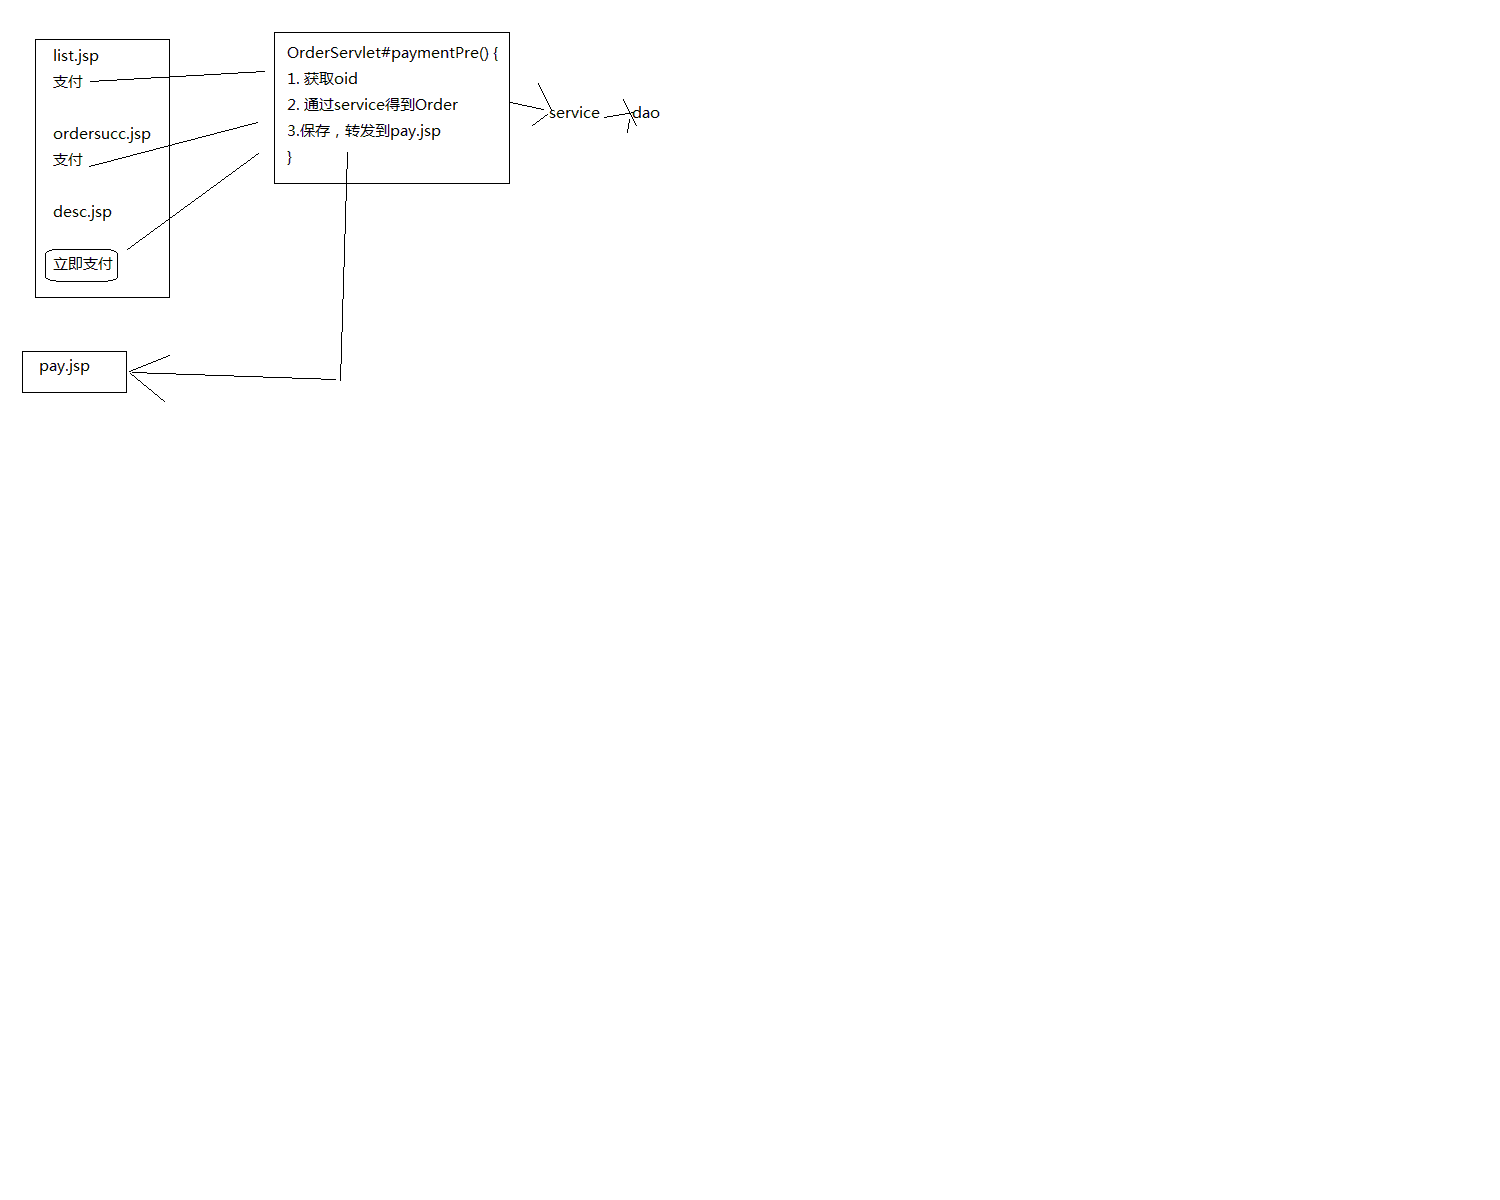 list.jsp
支付
ordersucc.jsp
支付
desc.jsp
立即支付
OrderServlet#paymentPre() {
1. 获取oid
2. 通过service得到Order
3.保存，转发到pay.jsp
}
service
dao
pay.jsp